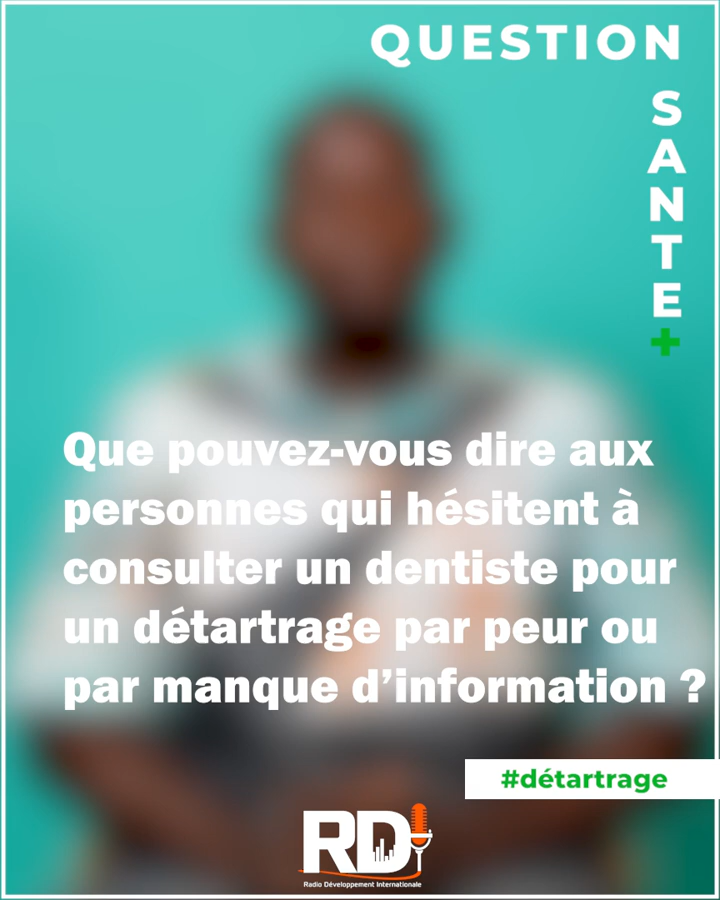 QUESTION
SANTE+
Que pouvez-vous dire aux
personnes qui hésitent à
consulter un dentiste pour
un détartrage par peur ou
par manque d’information ?
#détartrage
RDi
Radio Développement Internationale